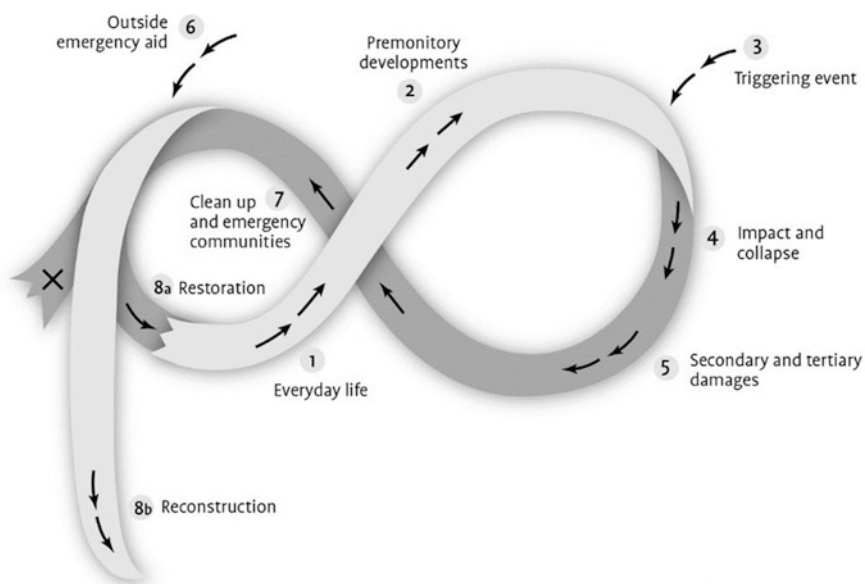 Outside
emergency aid
6
Premonitory
developments
2
3
Triggering event
Clean up 7
and emergency
communities
4 Impact and
collapse
8a Restoration
1
Everyday life
5 Secondary and tertiary
damages
8b Reconstruction